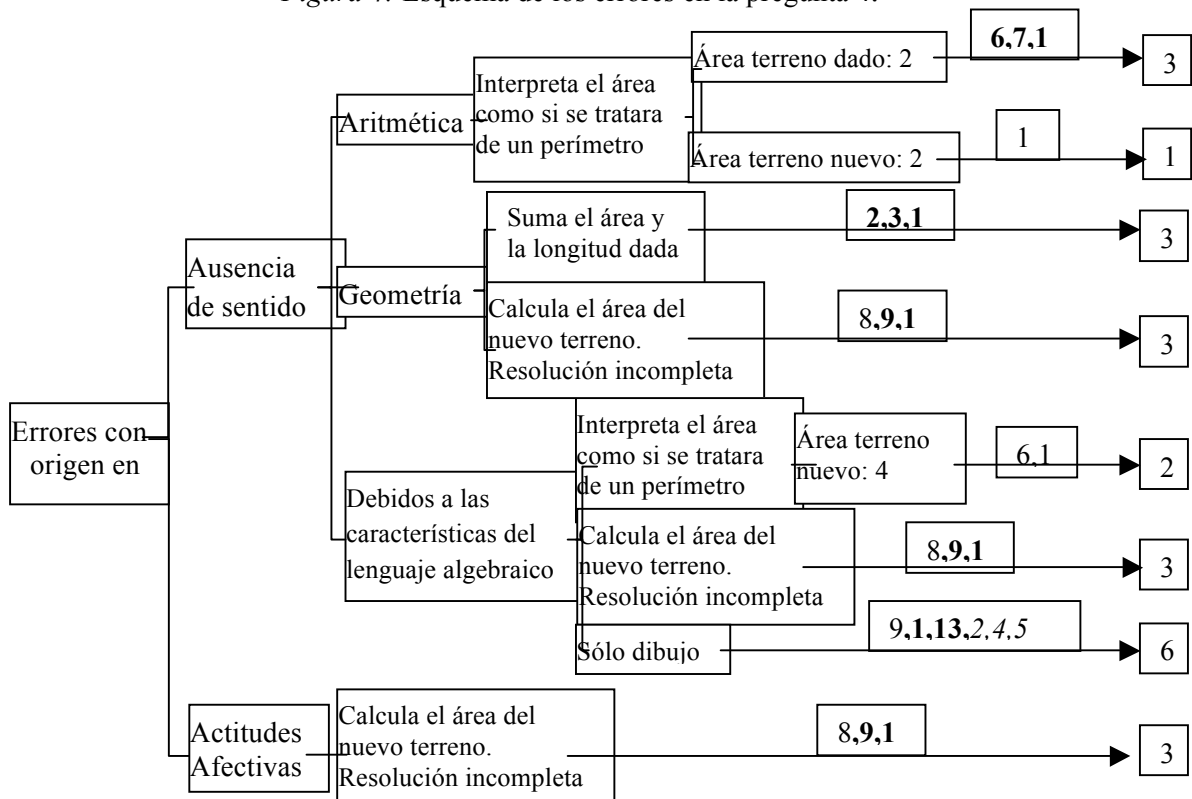 Figura 4. Esquema de los errores en la pregunta 4.
Área terreno dado: 2
6,7,1
3
Interpreta el área
como si se tratara
de un perímetro
Aritmética
Área terreno nuevo: 2
1
1
Suma el área y
la longitud dada
2,3,1
3
Ausencia
de sentido
Geometría
Calcula el área del
nuevo terreno.
Resolución incompleta
8,9,1
3
Errores con
origen en
Interpreta el área
como si se tratara
de un perímetro
Área terreno
nuevo: 4
6,1
2
Debidos a las
características del
lenguaje algebraico
Calcula el área del
nuevo terreno.
Resolución incompleta
8,9,1
3
Sólo dibujo
9,1,13,2,4,5
6
Actitudes
Afectivas
Calcula el área del
nuevo terreno.
Resolución incompleta
8,9,1
3